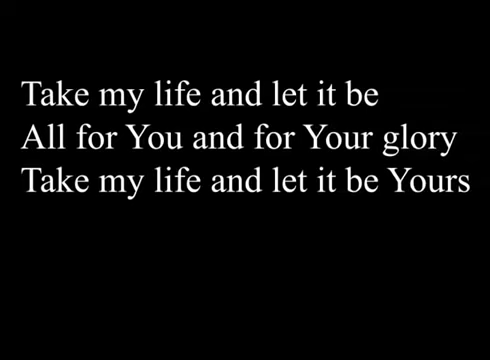 Take my life and let it be
All for You and for Your glory
Take my life and let it be Yours